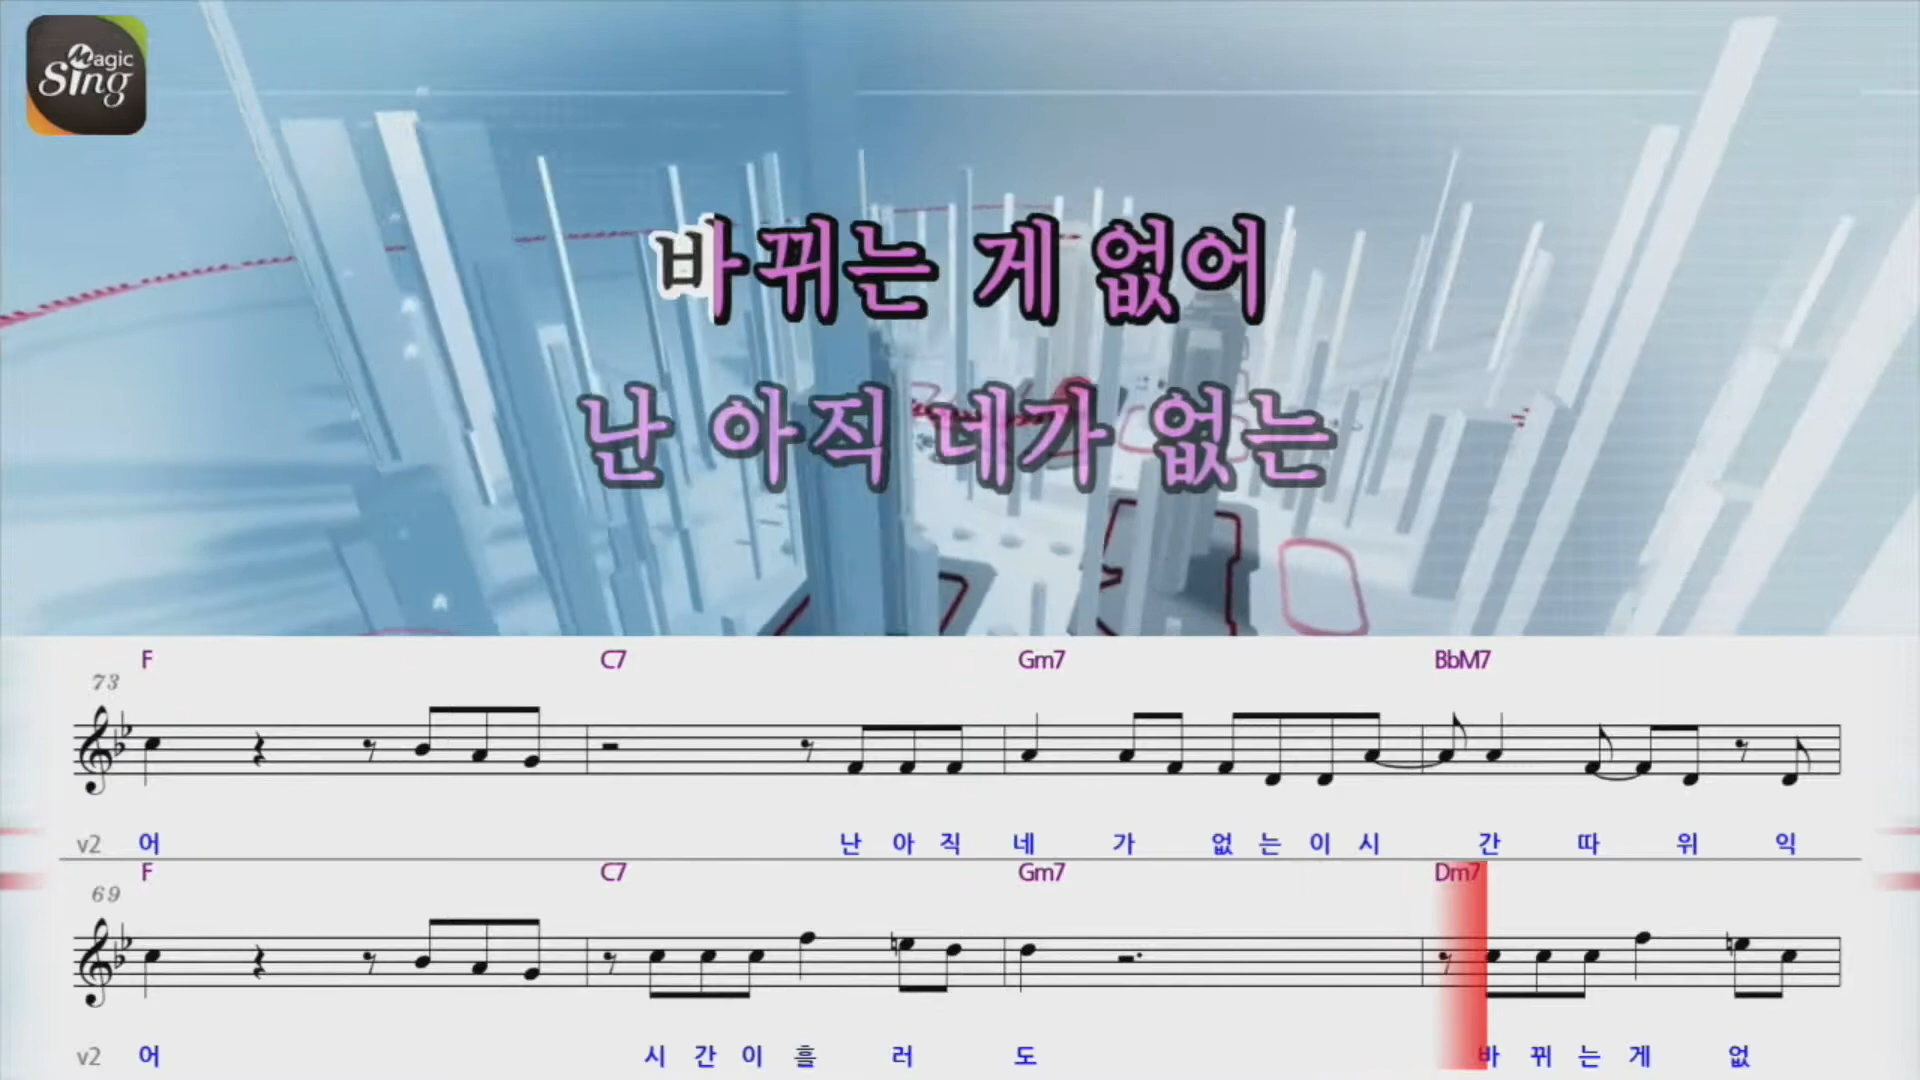 Magic
Sing
바뀌는 게 없어
난 아직 네가 없는
F C7 Gm7 BbM7
73
v2 어 난 아 직 네 가 없 는 이 시 간 따 위 익
F C7 Gm7 Dm7
69
v2 어 시 간 이 흘 러 도 바 뀌 는 게 없